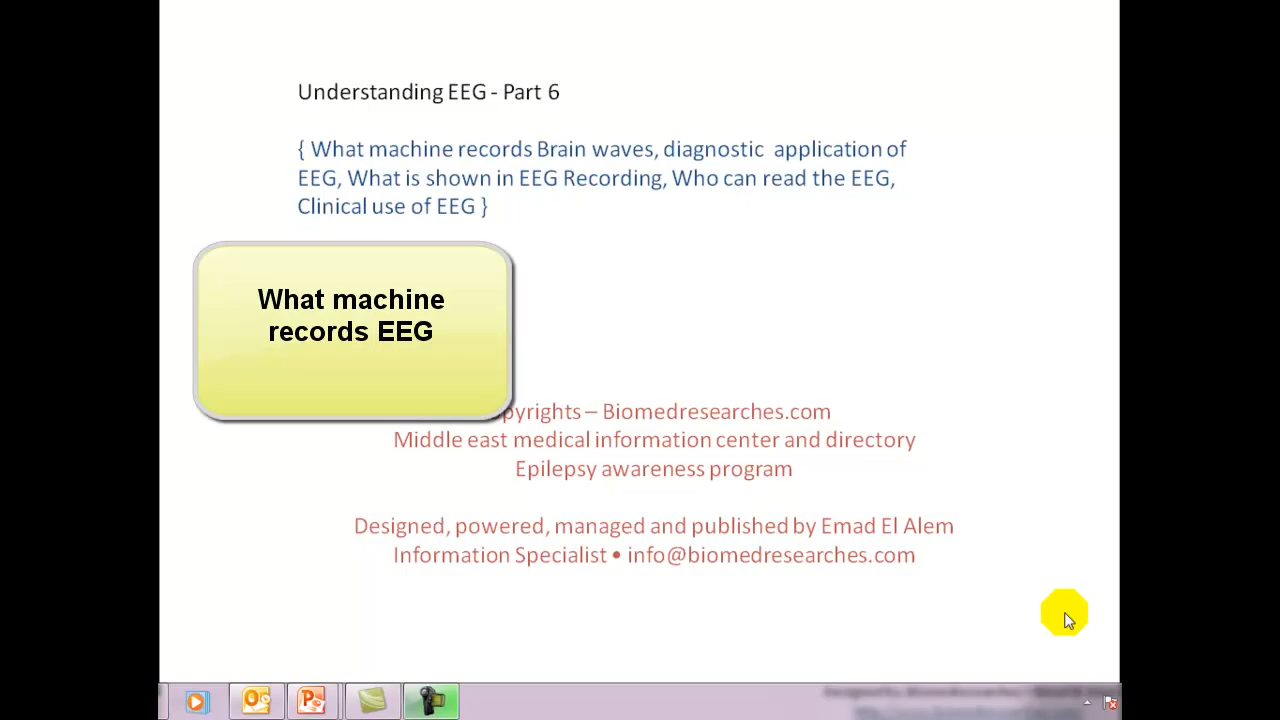 Understanding EEG - Part 6
{ What machine records Brain waves, diagnostic application of
EEG, What is shown in EEG Recording, Who can read the EEG,
Clinical use of EEG }
What machine
records EEG
pyrights – Biomedresearches.com
Middle east medical information center and directory
Epilepsy awareness program
Designed, powered, managed and published by Emad El Alem
Information Specialist • info@biomedresearches.com